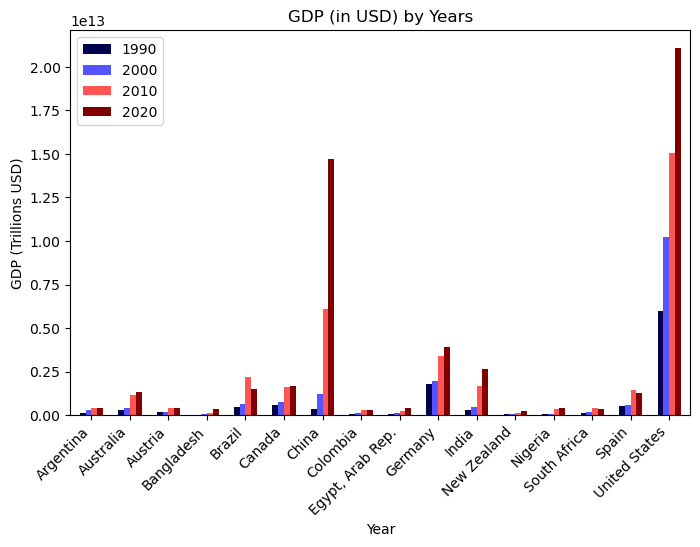 GDP (in USD) by Years
1e13
1990
2000
2010
2020
GDP (Trillions USD)
2.00
1.75
1.50
1.25
1.00
0.75
0.50
0.25
0.00
Argentina
Australia
Austria
Bangladesh
Brazil
Canada
China
Colombia
Egypt, Arab Rep.
Germany
India
New Zealand
Nigeria
South Africa
Spain
United States
Year